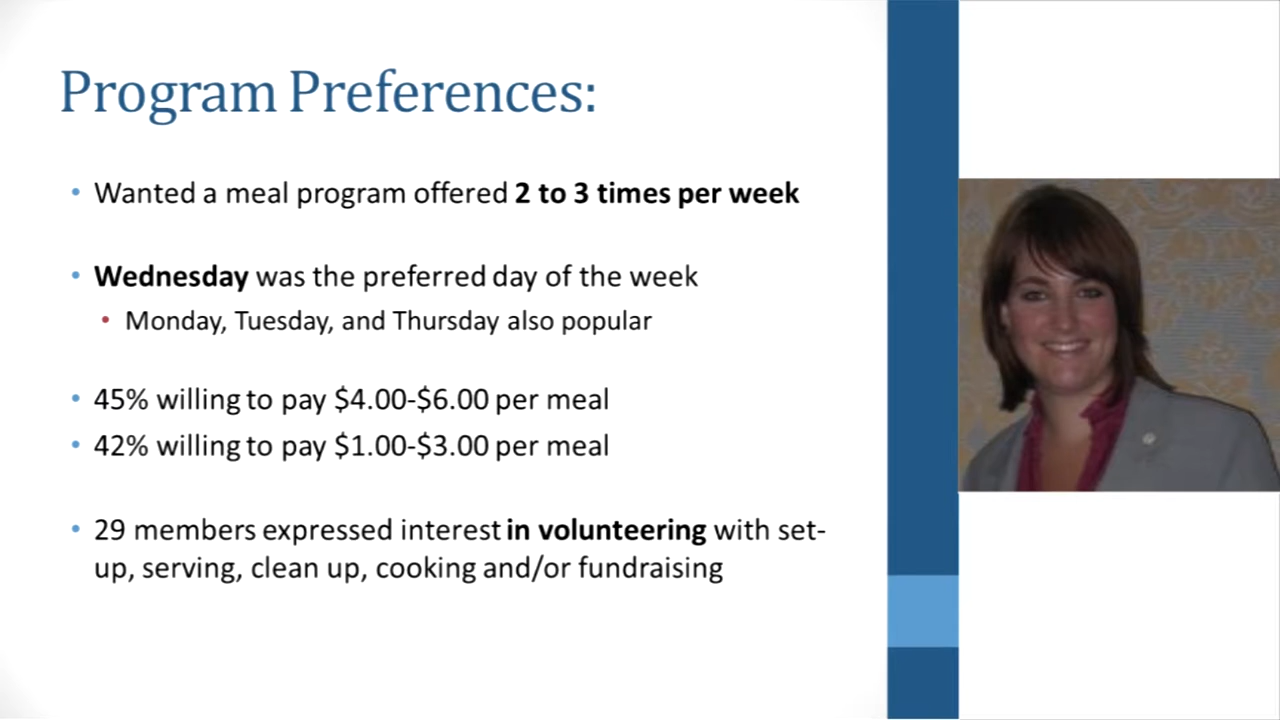 Program Preferences:
• Wanted a meal program offered 2 to 3 times per week
• Wednesday was the preferred day of the week
• Monday, Tuesday, and Thursday also popular
• 45% willing to pay $4.00-$6.00 per meal
• 42% willing to pay $1.00-$3.00 per meal
• 29 members expressed interest in volunteering with set-
up, serving, clean up, cooking and/or fundraising